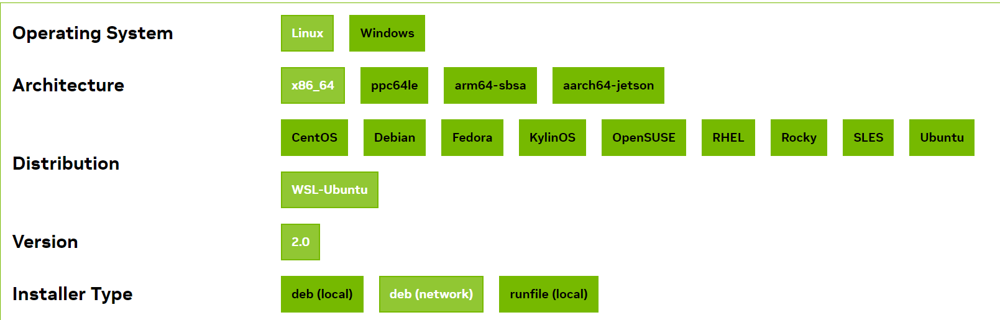 Operating System
Linux Windows
Architecture
x86_64 ppc64le arm64-sbsa aarch64-jetson
Distribution
CentOS Debian Fedora KylinOS OpenSUSE RHEL Rocky SLES Ubuntu
WSL-Ubuntu
Version
2.0
Installer Type
deb (local) deb (network) runfile (local)